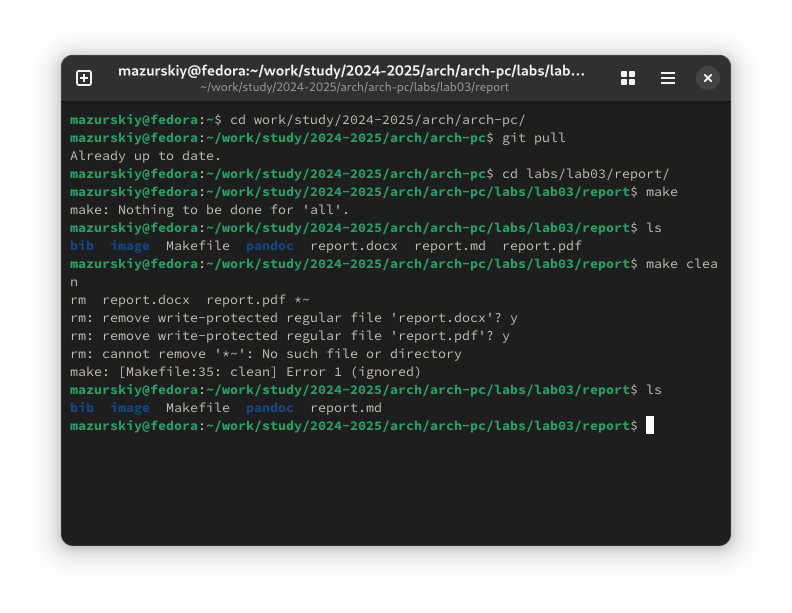 mazurskiy@fedora:~/work/study/2024-2025/arch/arch-pc/labs/lab…
~/work/study/2024-2025/arch/arch-pc/labs/lab03/report
mazurskiy@fedora:~$ cd work/study/2024-2025/arch/arch-pc/
mazurskiy@fedora:~/work/study/2024-2025/arch/arch-pc$ git pull
Already up to date.
mazurskiy@fedora:~/work/study/2024-2025/arch/arch-pc$ cd labs/lab03/report/
mazurskiy@fedora:~/work/study/2024-2025/arch/arch-pc/labs/lab03/report$ make
make: Nothing to be done for 'all'.
mazurskiy@fedora:~/work/study/2024-2025/arch/arch-pc/labs/lab03/report$ ls
bib  image  Makefile  pandoc  report.docx  report.md  report.pdf
mazurskiy@fedora:~/work/study/2024-2025/arch/arch-pc/labs/lab03/report$ make clea
n
rm  report.docx  report.pdf *~
rm: remove write-protected regular file 'report.docx'? y
rm: remove write-protected regular file 'report.pdf'? y
rm: cannot remove '*~': No such file or directory
make: [Makefile:35: clean] Error 1 (ignored)
mazurskiy@fedora:~/work/study/2024-2025/arch/arch-pc/labs/lab03/report$ ls
bib  image  Makefile  pandoc  report.md
mazurskiy@fedora:~/work/study/2024-2025/arch/arch-pc/labs/lab03/report$